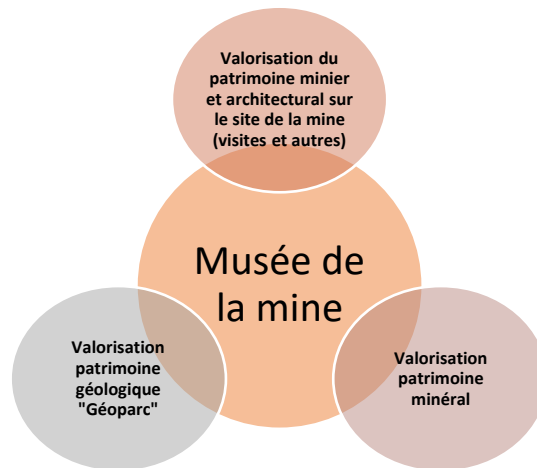 Valorisation du
patrimoine minier
et architectural sur
le site de la mine
(visites et autres)
Musée de
la mine
Valorisation
patrimoine
géologique
"Géoparc"
Valorisation
patrimoine
minéral